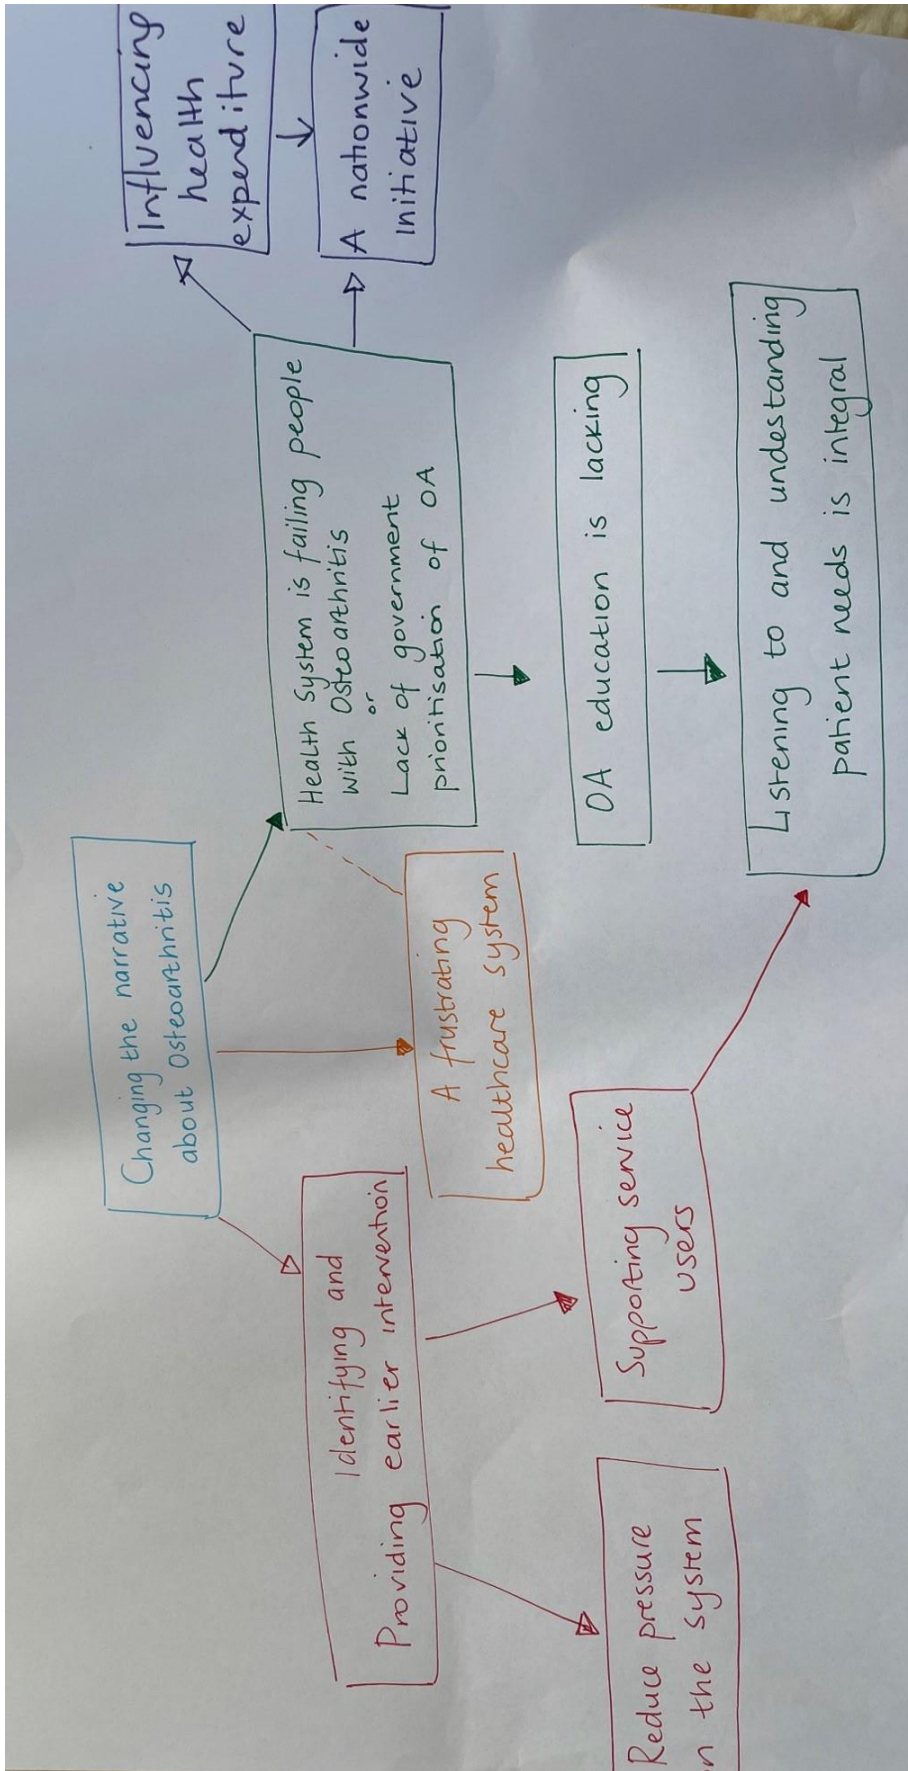 Changing the narrative
about Osteoarthritis
Identifying and
Providing earlier intervention
Reduce pressure
n the system
Supporting service
users
A frustrating
healthcare system
Health System is failing people
with Osteoarthritis
or
Lack of government
prioritisation of OA
OA education is lacking
Listening to and undestanding
patient needs is integral
Influencing
health
expenditure
A nationwide
initiative